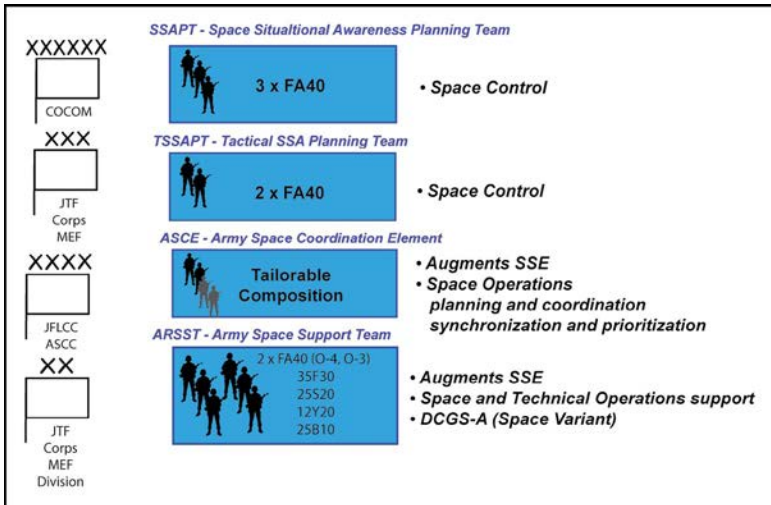 SSAPT - Space Situaltional Awareness Planning Team
XXXXXX
COCOM
3 x FA40
• Space Control
TSSAPT - Tactical SSA Planning Team
XXX
JTF
Corps
MEF
2 x FA40
• Space Control
ASCE - Army Space Coordination Element
XXXX
JFLCC
ASCC
Tailorable
Composition
• Augments SSE
• Space Operations
planning and coordination
synchronization and prioritization
ARSST - Army Space Support Team
XX
JTF
Corps
MEF
Division
2 x FA40 (O-4, O-3)
35F30
25S20
12Y20
25B10
• Augments SSE
• Space and Technical Operations support
• DCGS-A (Space Variant)